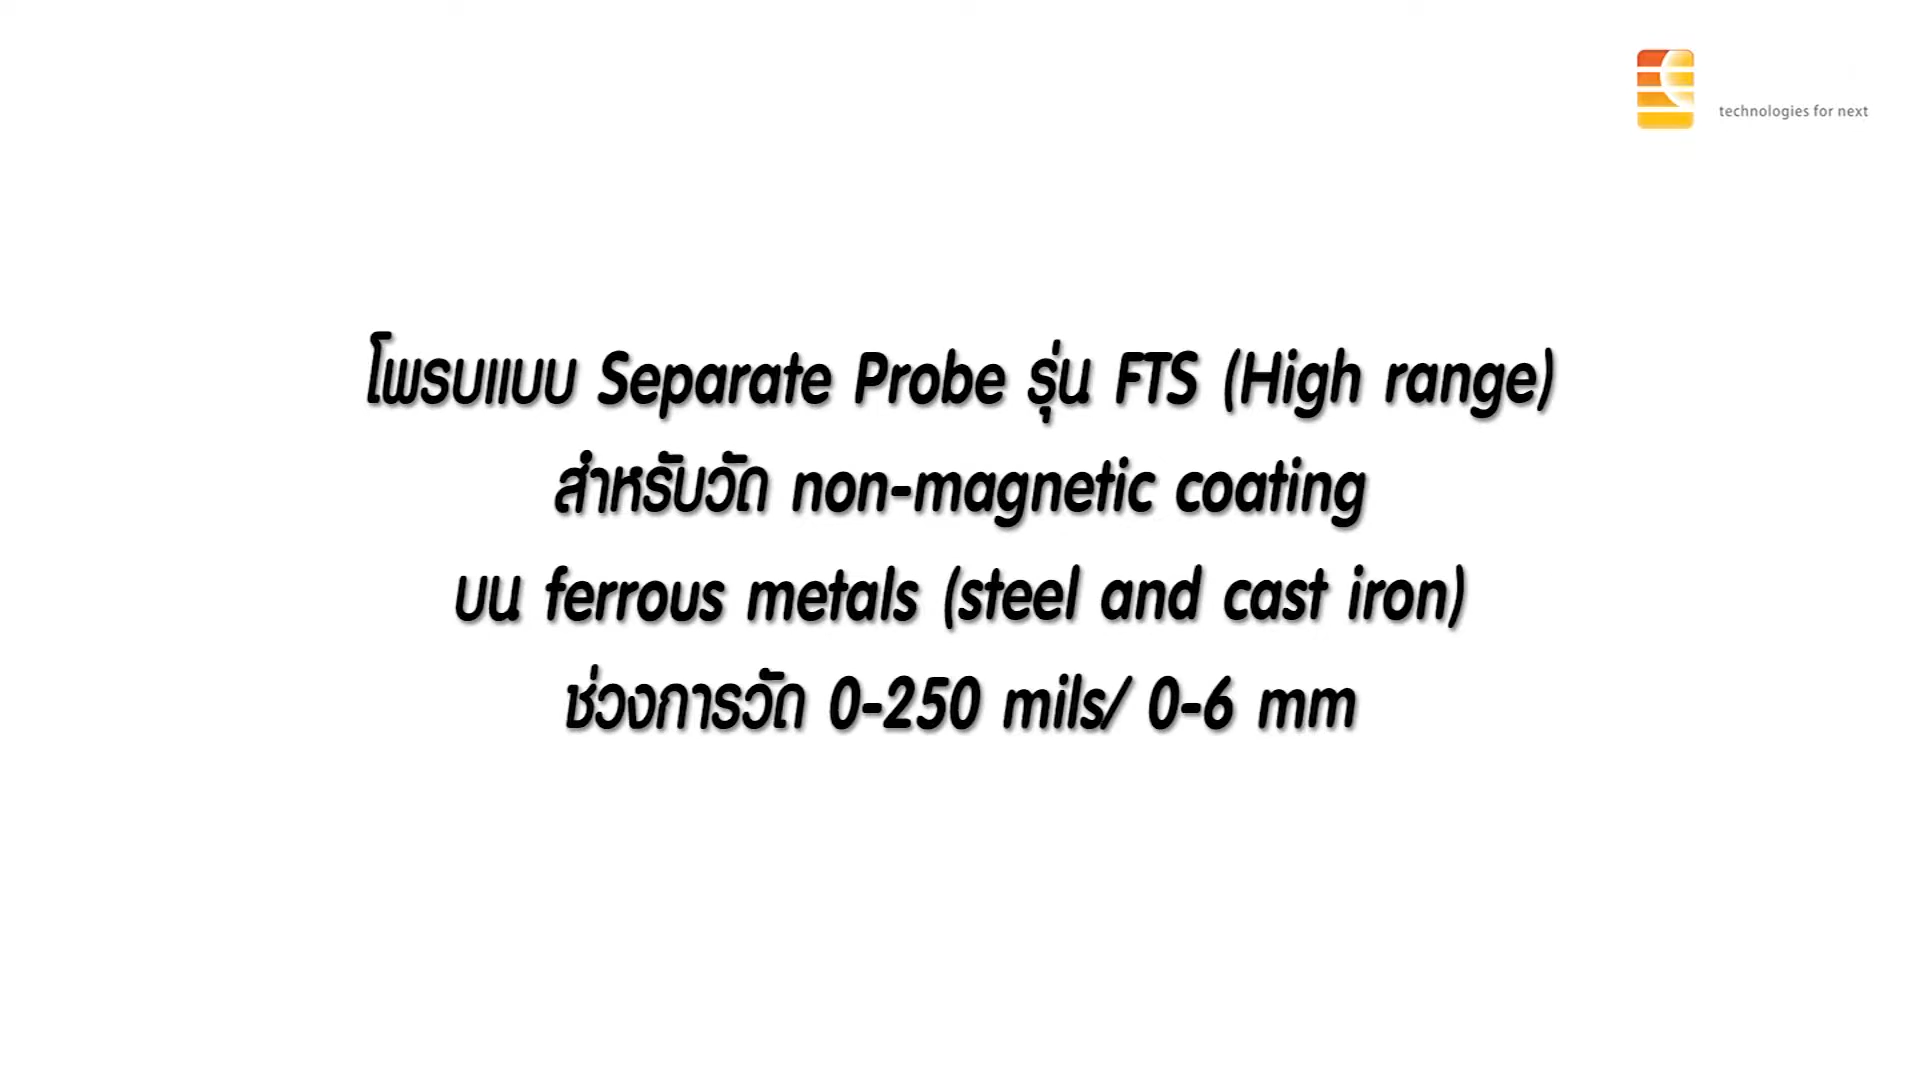 technologies for next
โพรบแบบ Separate Probe รุ่น FTS (High range)
สำหรับวัด non-magnetic coating
บน ferrous metals (steel and cast iron)
ช่วงการวัด 0-250 mils/ 0-6 mm